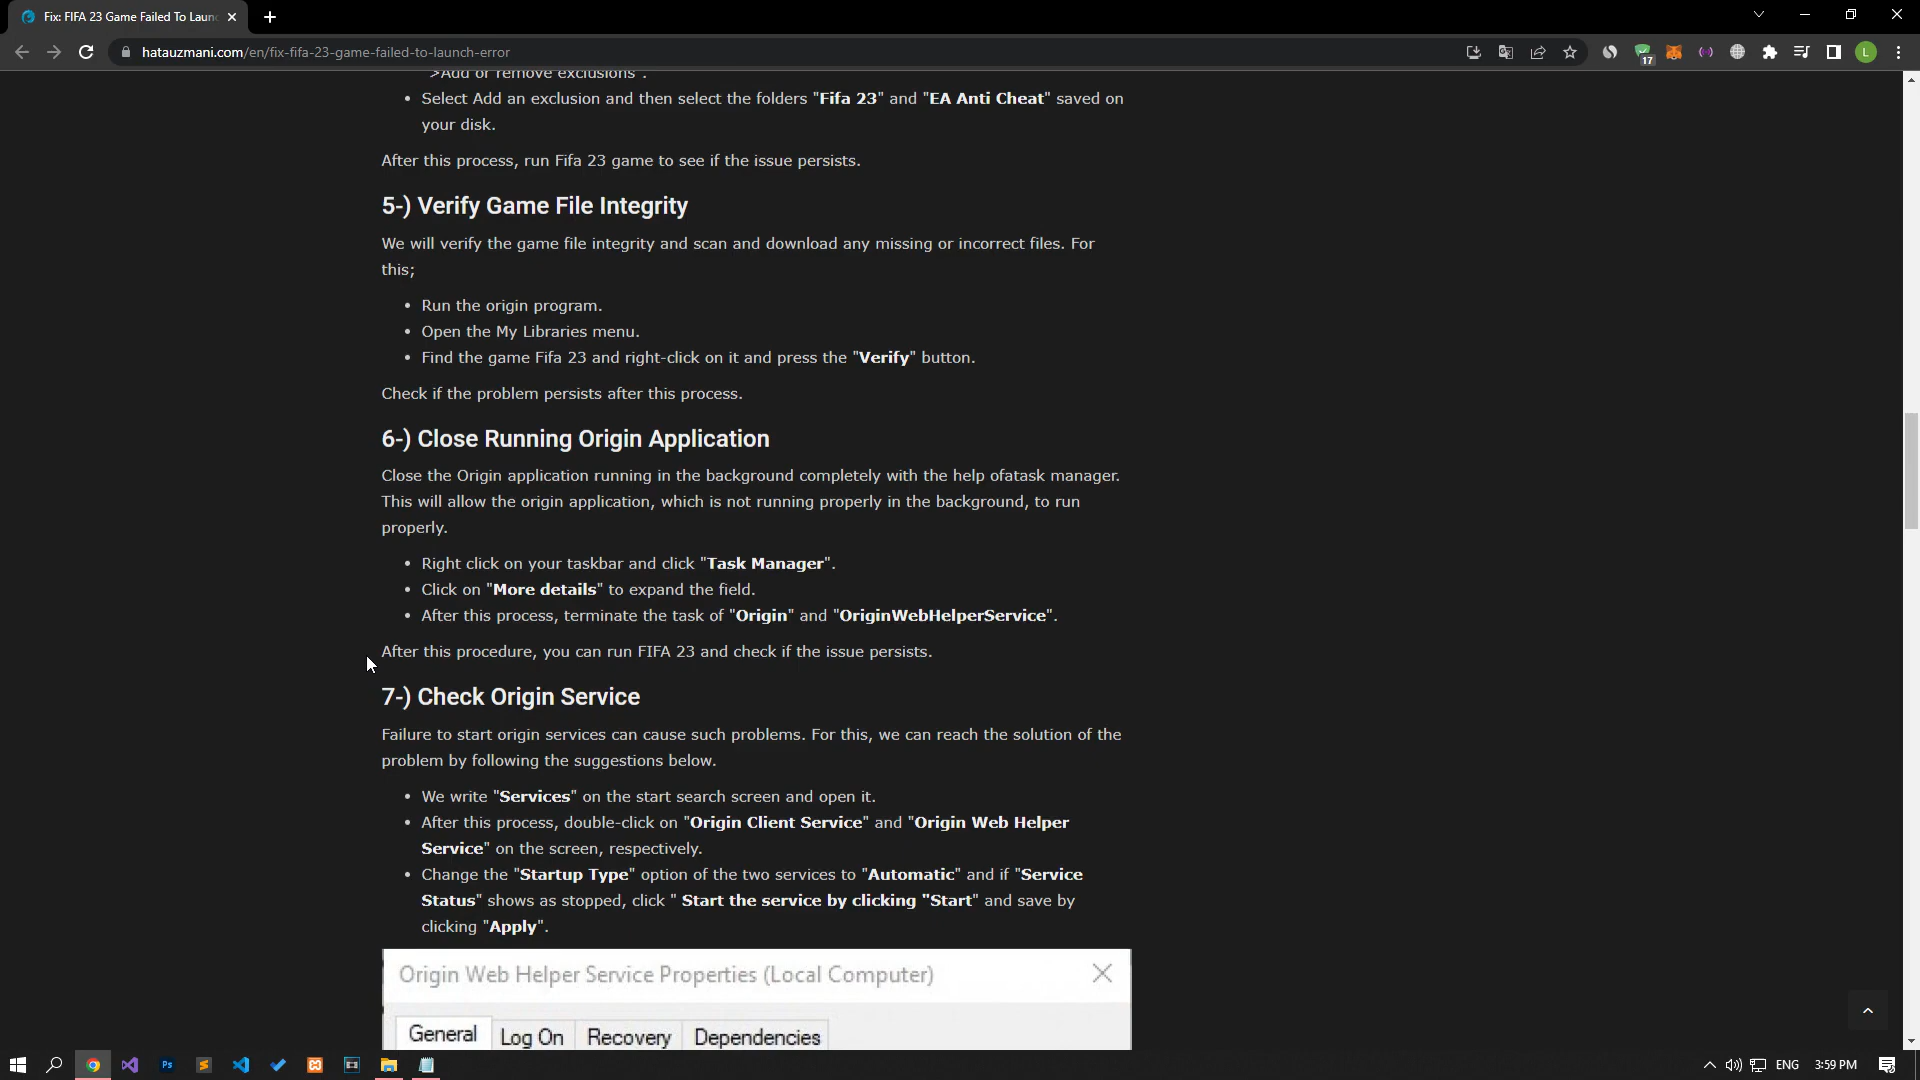 Fix: FIFA 23 Game Failed To Laun
hatauzmani.com/en/fix-fifa-23-game-failed-to-launch-error
17
L
>Add or remove exclusions".
• Select Add an exclusion and then select the folders "Fifa 23" and "EA Anti Cheat" saved on
your disk.
After this process, run Fifa 23 game to see if the issue persists.
5-) Verify Game File Integrity
We will verify the game file integrity and scan and download any missing or incorrect files. For
this;
• Run the origin program.
• Open the My Libraries menu.
• Find the game Fifa 23 and right-click on it and press the "Verify" button.
Check if the problem persists after this process.
6-) Close Running Origin Application
Close the Origin application running in the background completely with the help ofatask manager.
This will allow the origin application, which is not running properly in the background, to run
properly.
• Right click on your taskbar and click "Task Manager".
• Click on "More details" to expand the field.
• After this process, terminate the task of "Origin" and "OriginWebHelperService".
After this procedure, you can run FIFA 23 and check if the issue persists.
7-) Check Origin Service
Failure to start origin services can cause such problems. For this, we can reach the solution of the
problem by following the suggestions below.
• We write "Services" on the start search screen and open it.
• After this process, double-click on "Origin Client Service" and "Origin Web Helper
Service" on the screen, respectively.
• Change the "Startup Type" option of the two services to "Automatic" and if "Service
Status" shows as stopped, click " Start the service by clicking "Start" and save by
clicking "Apply".
Origin Web Helper Service Properties (Local Computer)
General Log On Recovery Dependencies
Ps
ENG
3:59 PM